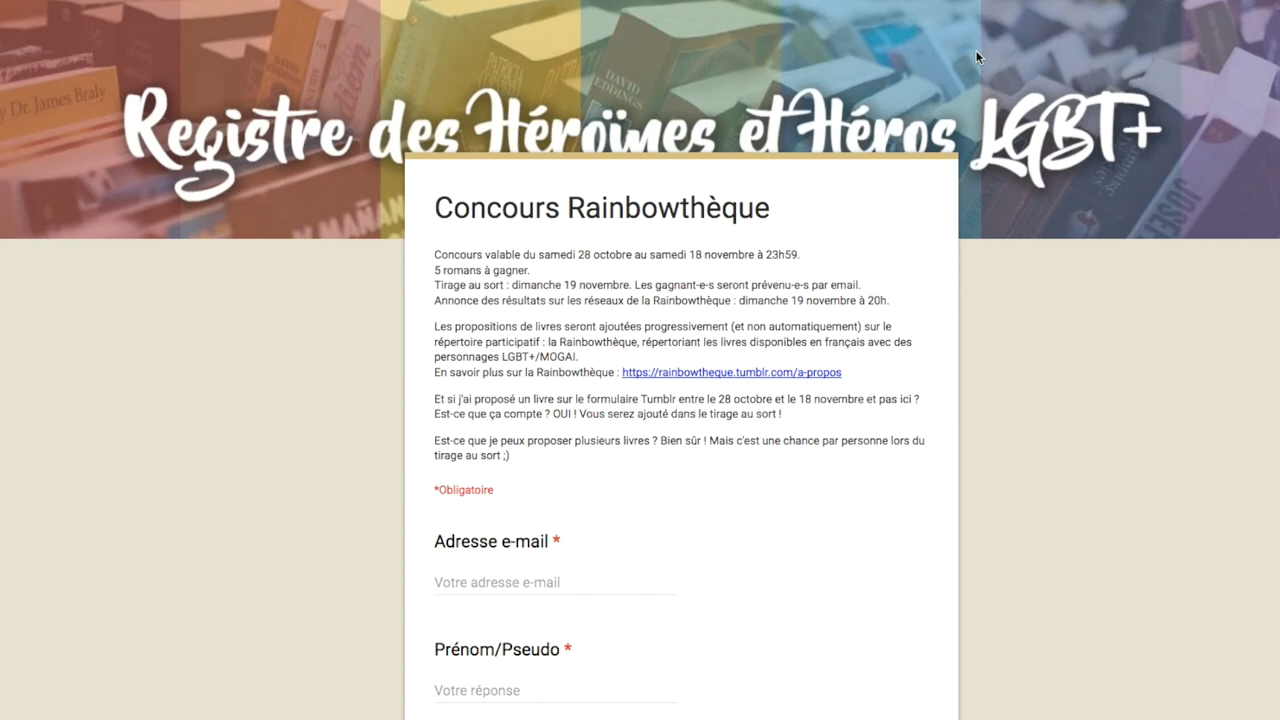 y Dr. James Braly
DAVID
EDDINGS
Registre des Héroïnes et Héros LGBT+
Concours Rainbowthèque
Concours valable du samedi 28 octobre au samedi 18 novembre à 23h59.
5 romans à gagner.
Tirage au sort : dimanche 19 novembre. Les gagnant-e-s seront prévenu-e-s par email.
Annonce des résultats sur les réseaux de la Rainbowthèque : dimanche 19 novembre à 20h.
Les propositions de livres seront ajoutées progressivement (et non automatiquement) sur le
répertoire participatif : la Rainbowthèque, répertoriant les livres disponibles en français avec des
personnages LGBT+/MOGAI.
En savoir plus sur la Rainbowthèque : https://rainbowtheque.tumblr.com/a-propos
Et si j'ai proposé un livre sur le formulaire Tumblr entre le 28 octobre et le 18 novembre et pas ici ?
Est-ce que ça compte ? OUI ! Vous serez ajouté dans le tirage au sort !
Est-ce que je peux proposer plusieurs livres ? Bien sûr ! Mais c'est une chance par personne lors du
tirage au sort ;)
*Obligatoire
Adresse e-mail *
Votre adresse e-mail
Prénom/Pseudo *
Votre réponse